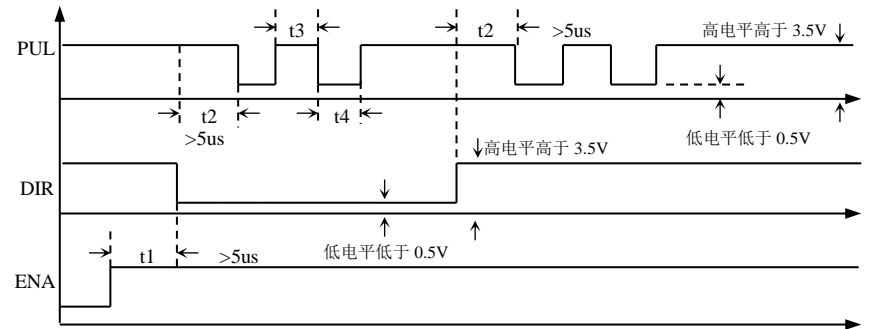 t3
t2
>5us
高电平高于 3.5V
PUL
t2
t4
>5us
低电平低于 0.5V
高电平高于 3.5V
DIR
低电平低于 0.5V
t1
>5us
ENA